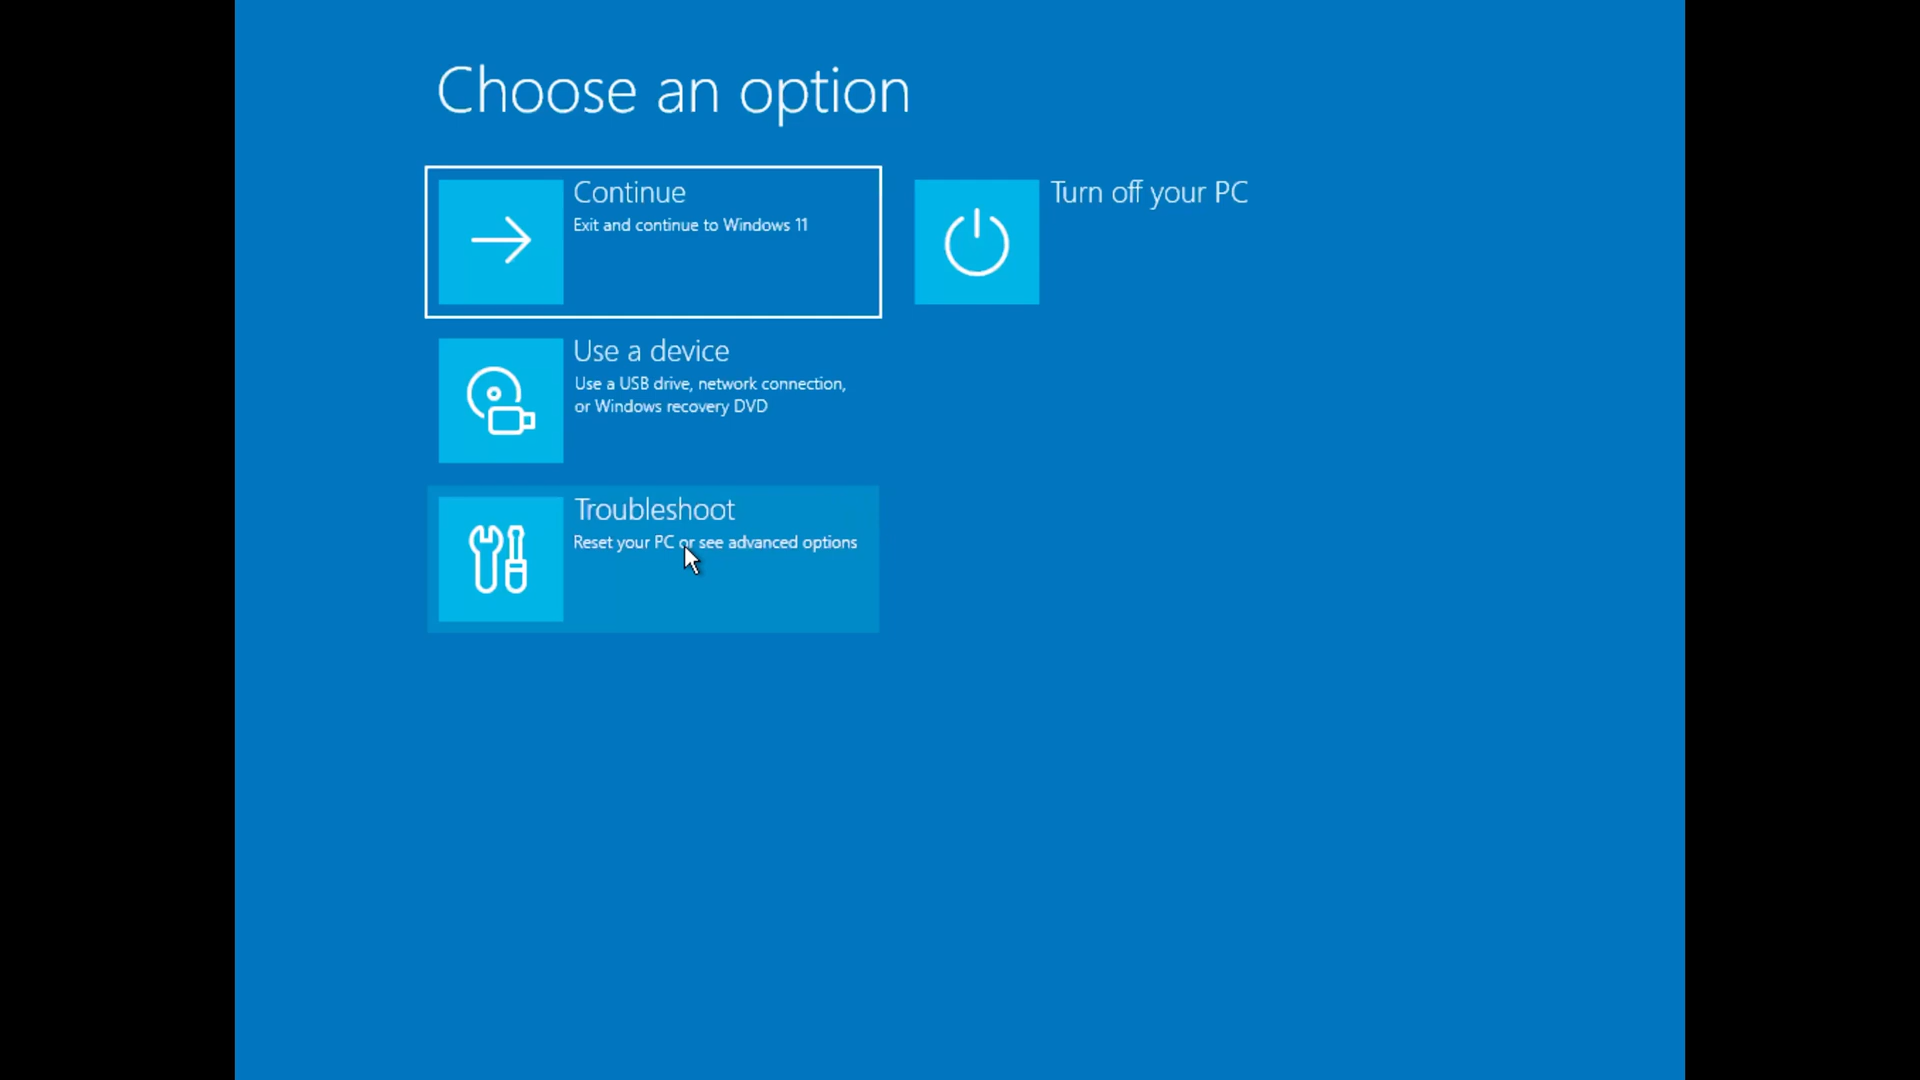 Choose an option
Continue
Exit and continue to Windows 11
Turn off your PC
Use a device
Use a USB drive, network connection,
or Windows recovery DVD
Troubleshoot
Reset your PC or see advanced options